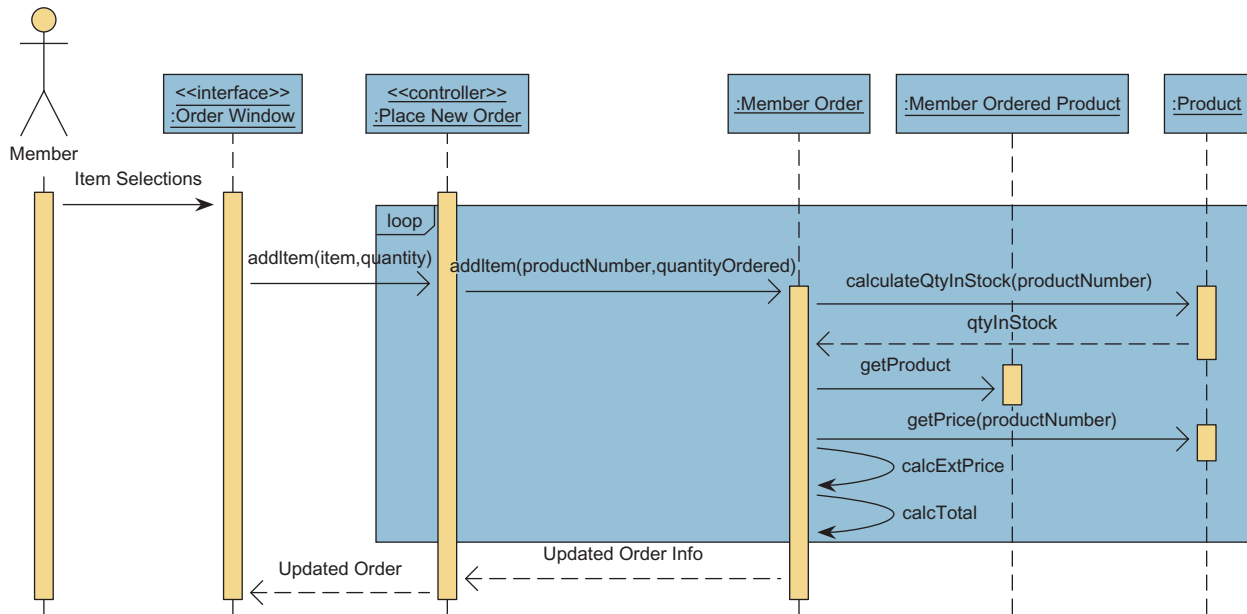 <<interface>>
:Order Window
<<controller>>
:Place New Order
:Member Order
:Member Ordered Product
:Product
Member
Item Selections
loop
addItem(item,quantity)
addItem(productNumber,quantityOrdered)
calculateQtyInStock(productNumber)
qtyInStock
getProduct
getPrice(productNumber)
calcExtPrice
calcTotal
Updated Order Info
Updated Order